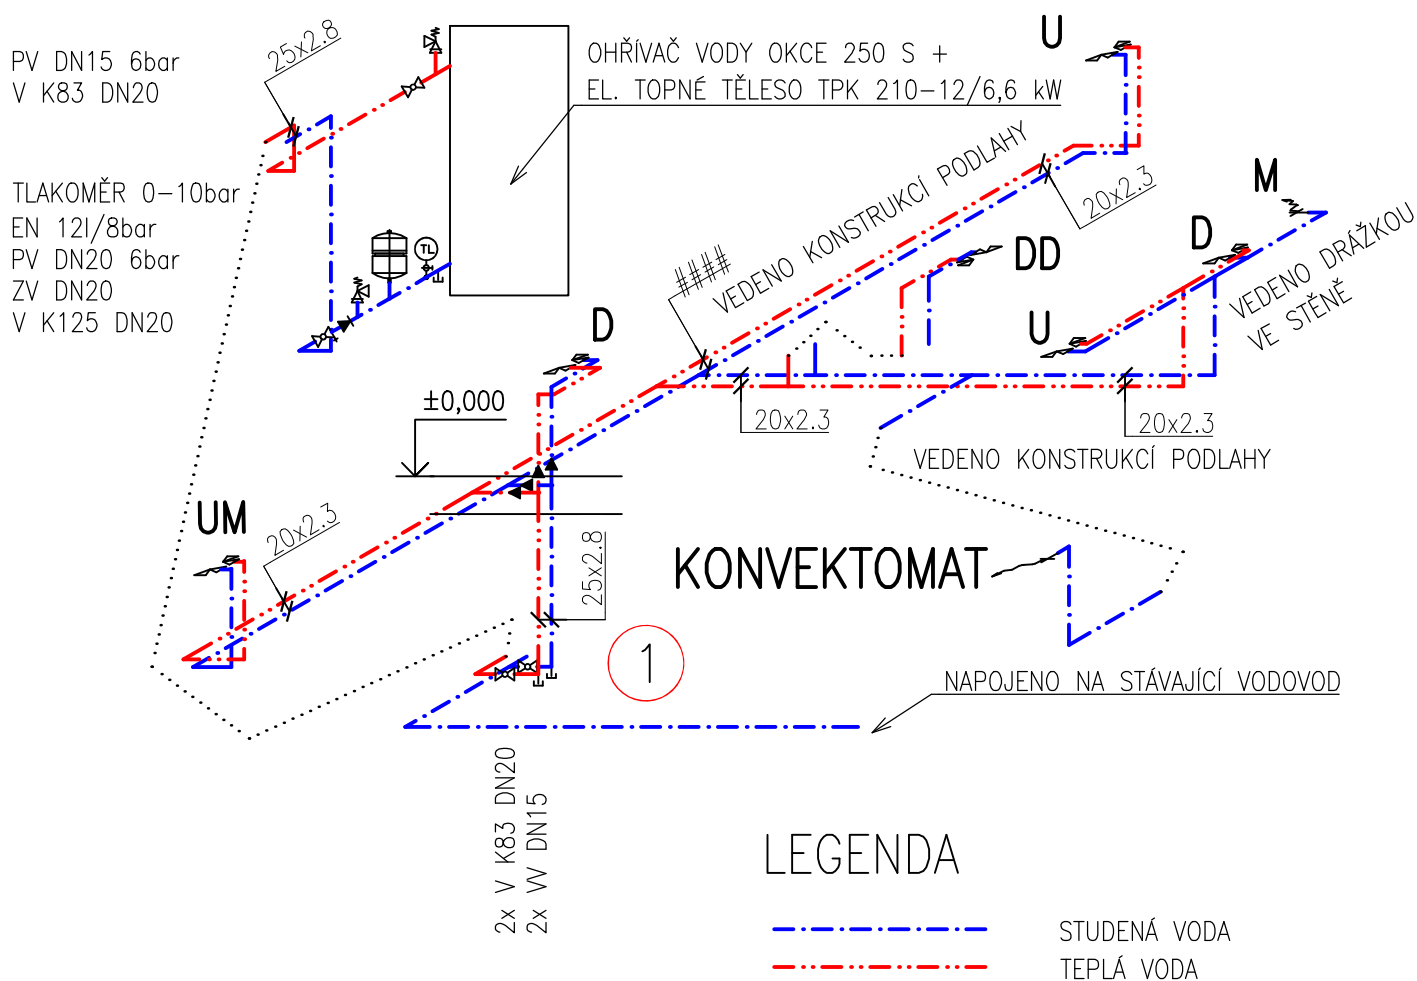 PV DN15 6bar
V K83 DN20
25x2.8
OHŘÍVAČ VODY OKCE 250 S +
EL. TOPNÉ TĚLESO TPK 210-12/6,6 kW
U
TLAKOMĚR 0-10bar
EN 12l/8bar
PV DN20 6bar
ZV DN20
V K125 DN20
TL
VEDENO KONSTRUKCÍ PODLAHY
####
20x2.3
M
D
DD
U
VEDENO DRÁŽKOU
VE STĚNĚ
D
±0,000
20x2.3
20x2.3
VEDENO KONSTRUKCÍ PODLAHY
UM
20x2.3
25x2.8
KONVEKTOMAT
1
NAPOJENO NA STÁVAJÍCÍ VODOVOD
2x V K83 DN20
2x VV DN15
LEGENDA
STUDENÁ VODA
TEPLÁ VODA